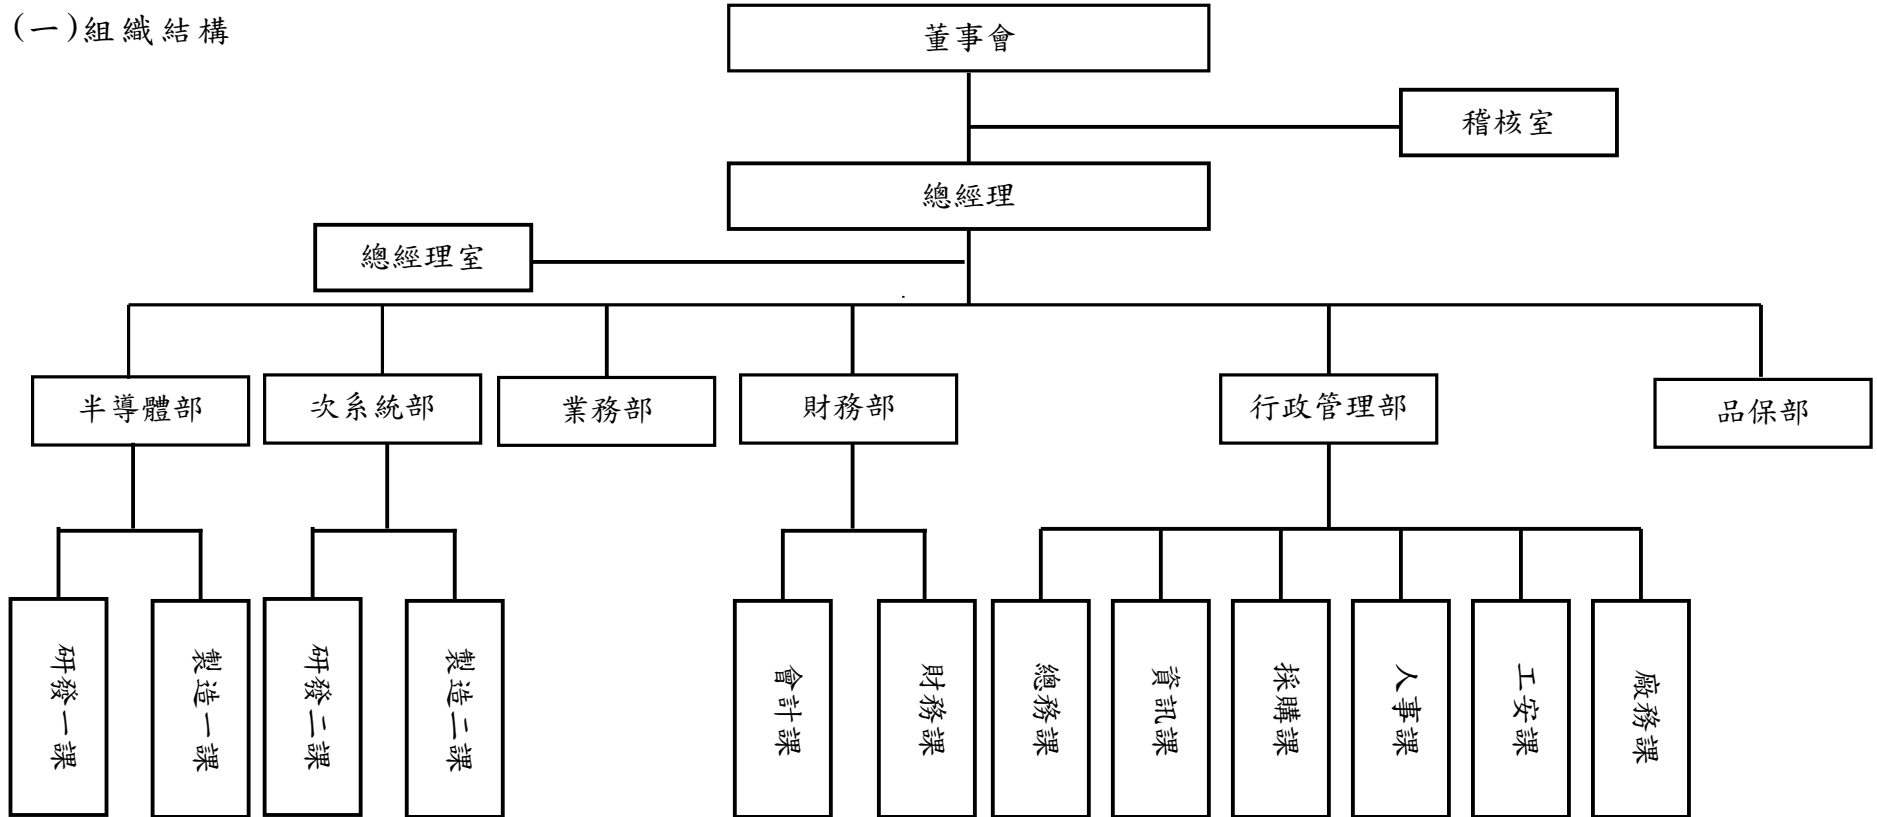 (一)組織結構
董事會
稽核室
總經理
總經理室
半導體部
次系統部
業務部
財務部
行政管理部
品保部
研發一課
製造一課
研發二課
製造二課
會計課
財務課
總務課
資訊課
採購課
人事課
工安課
廠務課